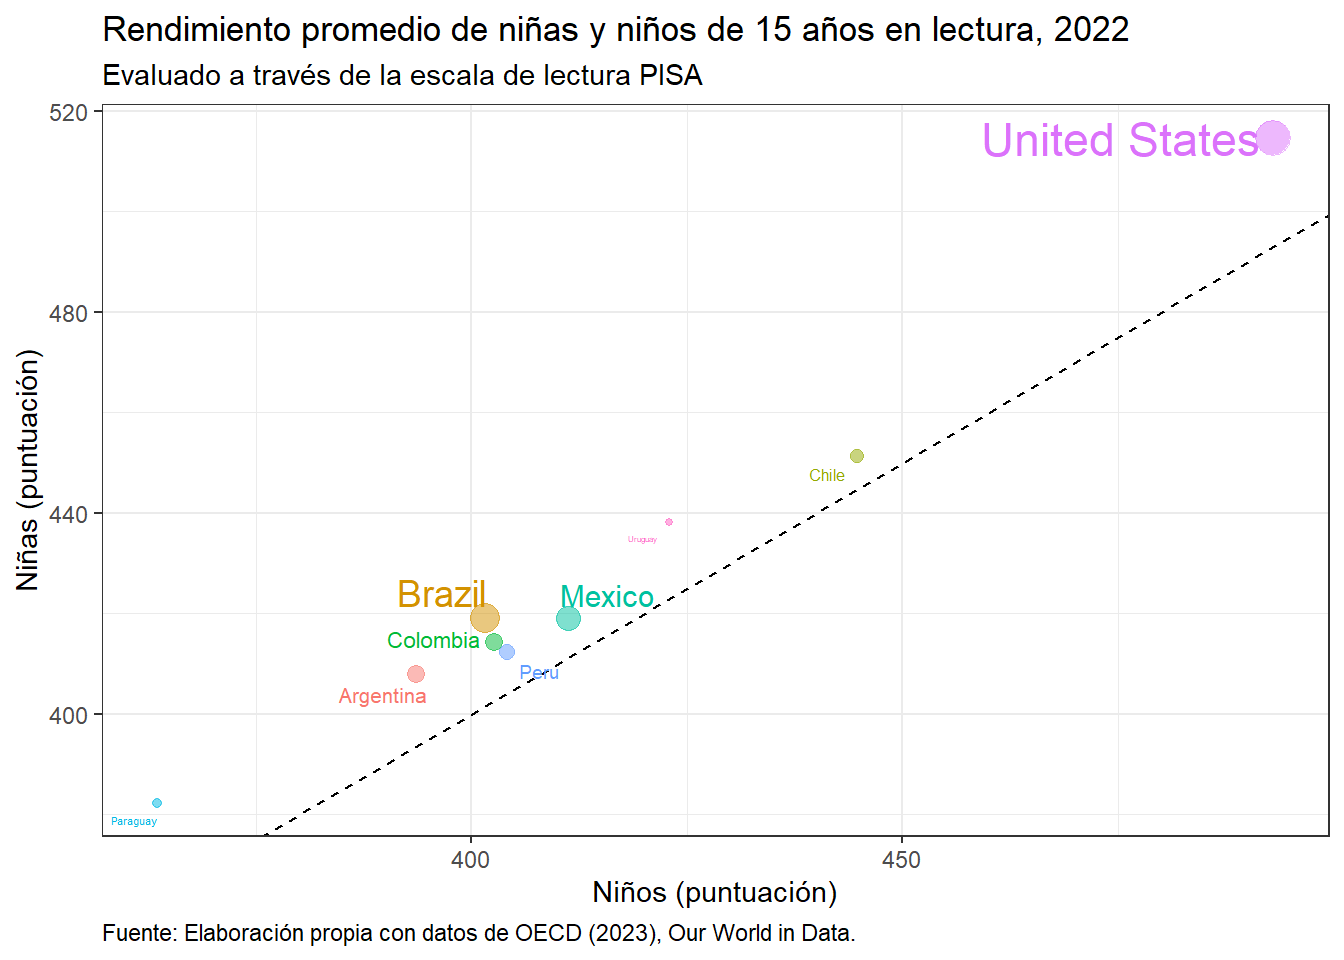 Rendimiento promedio de niñas y niños de 15 años en lectura, 2022
Evaluado a través de la escala de lectura PISA
520
480
440
400
Niñas (puntuación)
United States
Chile
Uruguay
Brazil
Mexico
Colombia
Peru
Argentina
Paraguay
400
450
Niños (puntuación)
Fuente: Elaboración propia con datos de OECD (2023), Our World in Data.